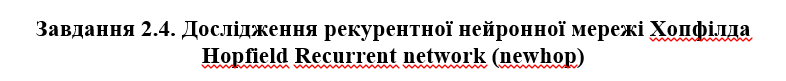 Завдання 2.4. Дослідження рекурентної нейронної мережі Хопфілда
Hopfield Recurrent network (newhop)